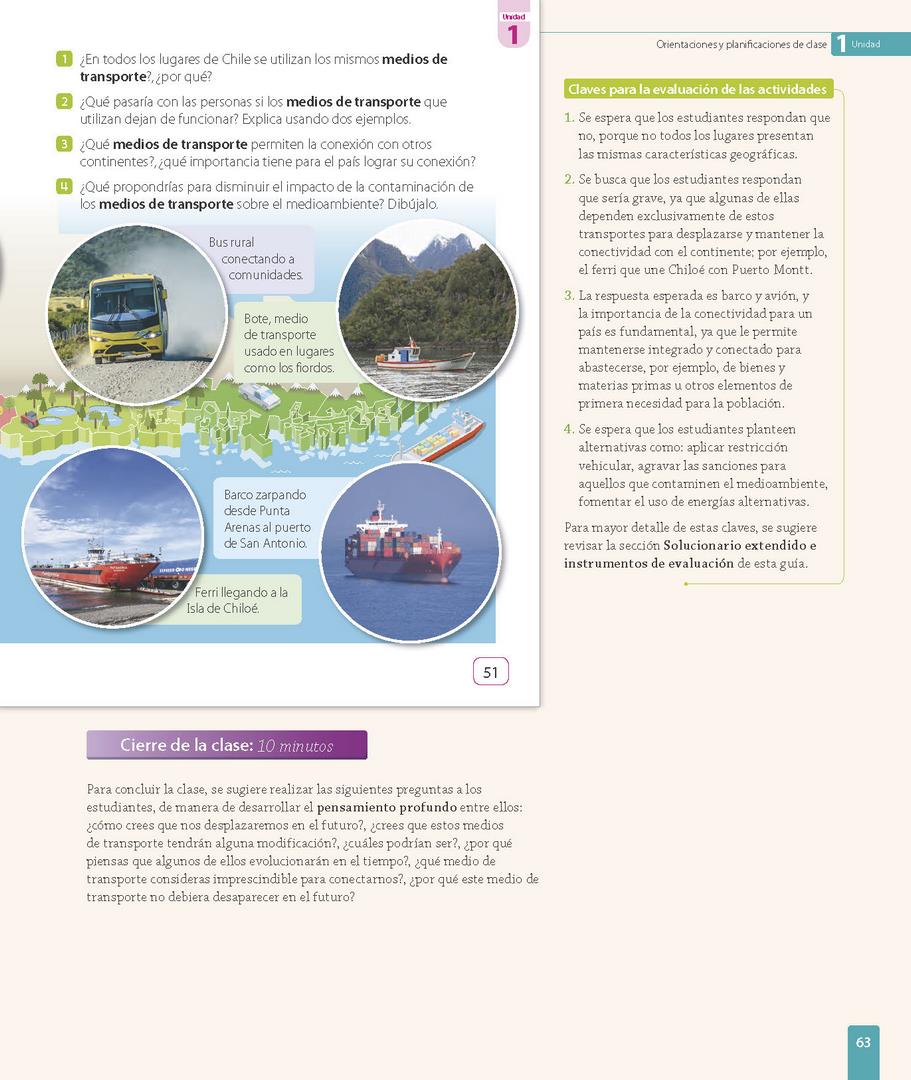 Unidad
1
1 ¿En todos los lugares de Chile se utilizan los mismos medios de
transporte?, ¿por qué?
2 ¿Qué pasaría con las personas si los medios de transporte que
utilizan dejan de funcionar? Explica usando dos ejemplos.
3 ¿Qué medios de transporte permiten la conexión con otros
continentes?, ¿qué importancia tiene para el país lograr su conexión?
4 ¿Qué propondrías para disminuir el impacto de la contaminación de
los medios de transporte sobre el medioambiente? Dibújalo.
Bus rural
conectando a
comunidades.
Bote, medio
de transporte
usado en lugares
como los fiordos.
Barco zarpando
desde Punta
Arenas al puerto
de San Antonio.
Ferri llegando a la
Isla de Chiloé.
51
Orientaciones y planificaciones de clase 1 Unidad
Claves para la evaluación de las actividades
1. Se espera que los estudiantes respondan que
no, porque no todos los lugares presentan
las mismas características geográficas.
2. Se busca que los estudiantes respondan
que sería grave, ya que algunas de ellas
dependen exclusivamente de estos
transportes para desplazarse y mantener la
conectividad con el continente; por ejemplo,
el ferri que une Chiloé con Puerto Montt.
3. La respuesta esperada es barco y avión, y
la importancia de la conectividad para un
país es fundamental, ya que le permite
mantenerse integrado y conectado para
abastecerse, por ejemplo, de bienes y
materias primas u otros elementos de
primera necesidad para la población.
4. Se espera que los estudiantes planteen
alternativas como: aplicar restricción
vehicular, agravar las sanciones para
aquellos que contaminen el medioambiente,
fomentar el uso de energías alternativas.
Para mayor detalle de estas claves, se sugiere
revisar la sección Solucionario extendido e
instrumentos de evaluación de esta guía.
Cierre de la clase: 10 minutos
Para concluir la clase, se sugiere realizar las siguientes preguntas a los
estudiantes, de manera de desarrollar el pensamiento profundo entre ellos:
¿cómo crees que nos desplazaremos en el futuro?, ¿crees que estos medios
de transporte tendrán alguna modificación?, ¿cuáles podrían ser?, ¿por qué
piensas que algunos de ellos evolucionarán en el tiempo?, ¿qué medio de
transporte consideras imprescindible para conectarnos?, ¿por qué este medio de
transporte no debiera desaparecer en el futuro?
63